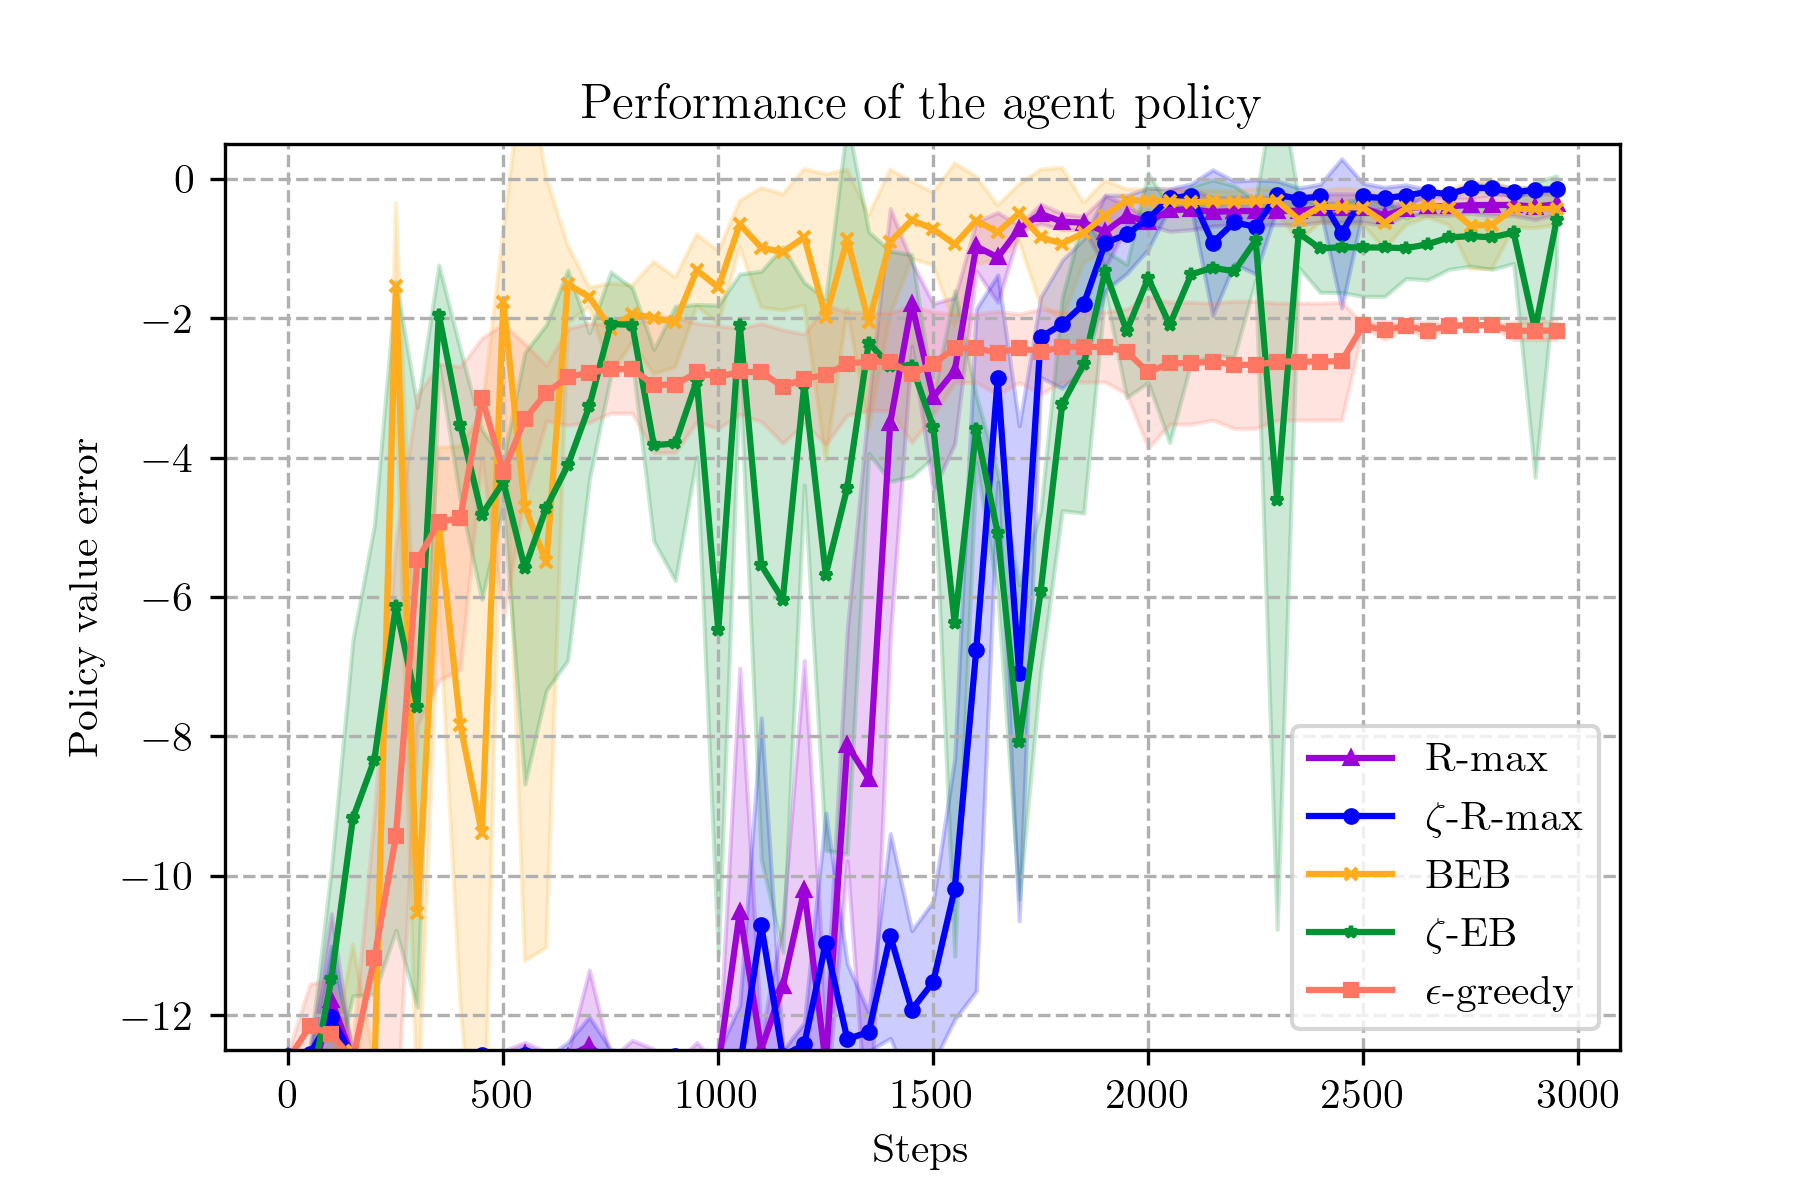 Performance of the agent policy
Policy value error
0
−2
−4
−6
−8
−10
−12
R-max
ζ-R-max
BEB
ζ-EB
ϵ-greedy
0 500 1000 1500 2000 2500 3000
Steps